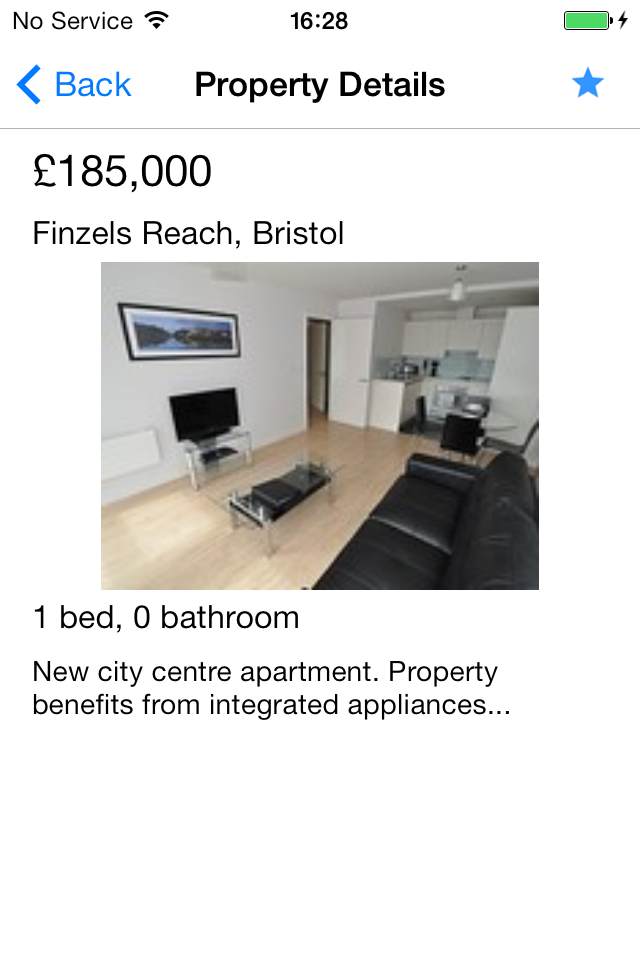 No Service 16:28
Back Property Details
£185,000
Finzels Reach, Bristol
1 bed, 0 bathroom
New city centre apartment. Property
benefits from integrated appliances...